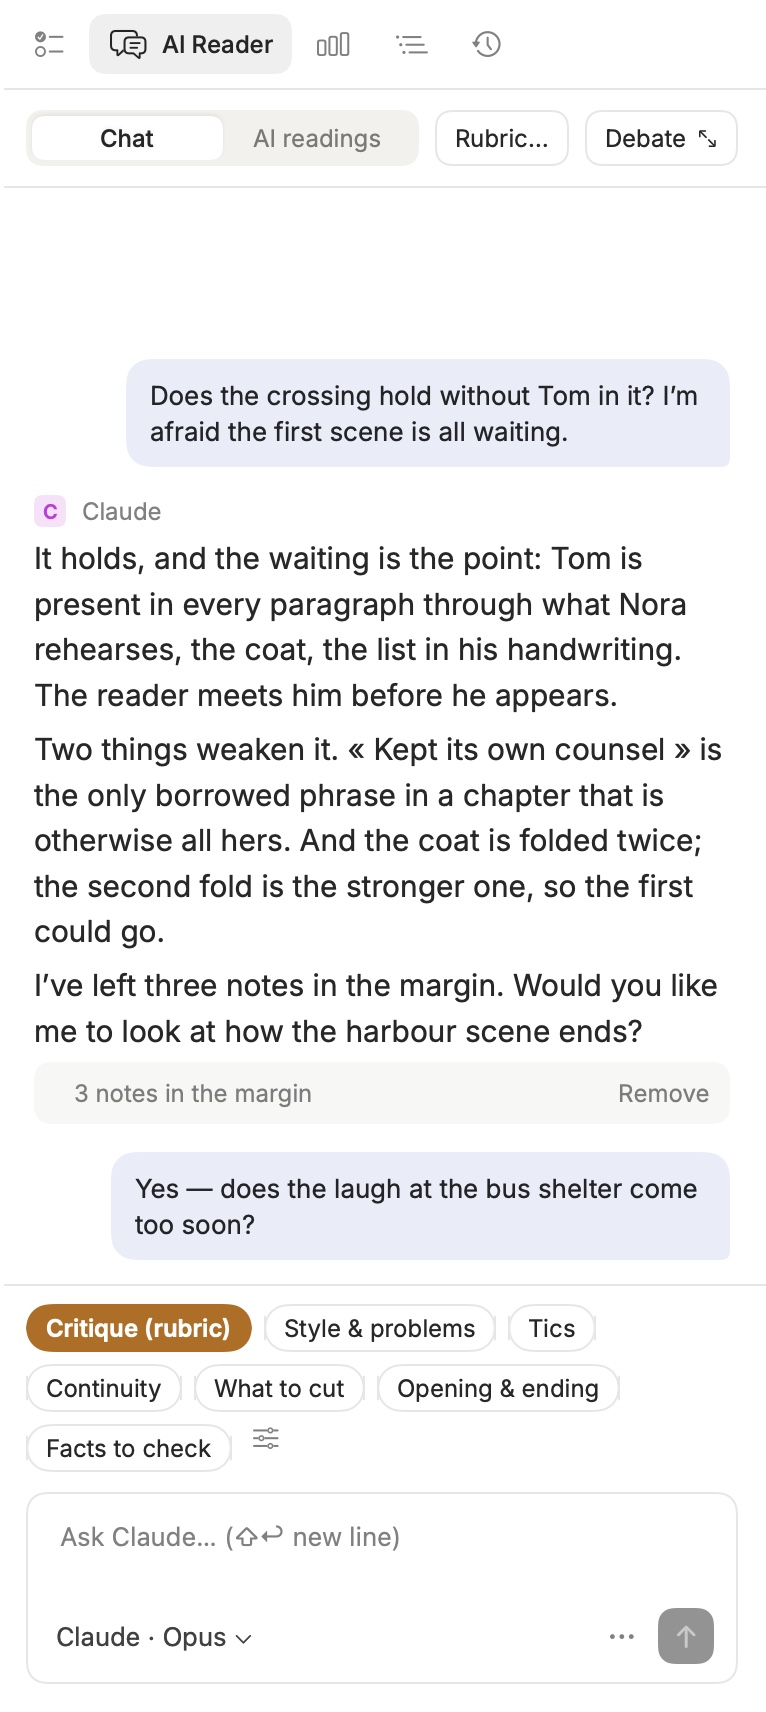 AI Reader
Chat
AI readings
Rubric...
Debate
Does the crossing hold without Tom in it? I’m
afraid the first scene is all waiting.
C Claude
It holds, and the waiting is the point: Tom is
present in every paragraph through what Nora
rehearses, the coat, the list in his handwriting.
The reader meets him before he appears.
Two things weaken it. « Kept its own counsel » is
the only borrowed phrase in a chapter that is
otherwise all hers. And the coat is folded twice;
the second fold is the stronger one, so the first
could go.
I’ve left three notes in the margin. Would you like
me to look at how the harbour scene ends?
3 notes in the margin
Remove
Yes — does the laugh at the bus shelter come
too soon?
Critique (rubric)
Style & problems
Tics
Continuity
What to cut
Opening & ending
Facts to check
Ask Claude... (⇧↩ new line)
Claude · Opus